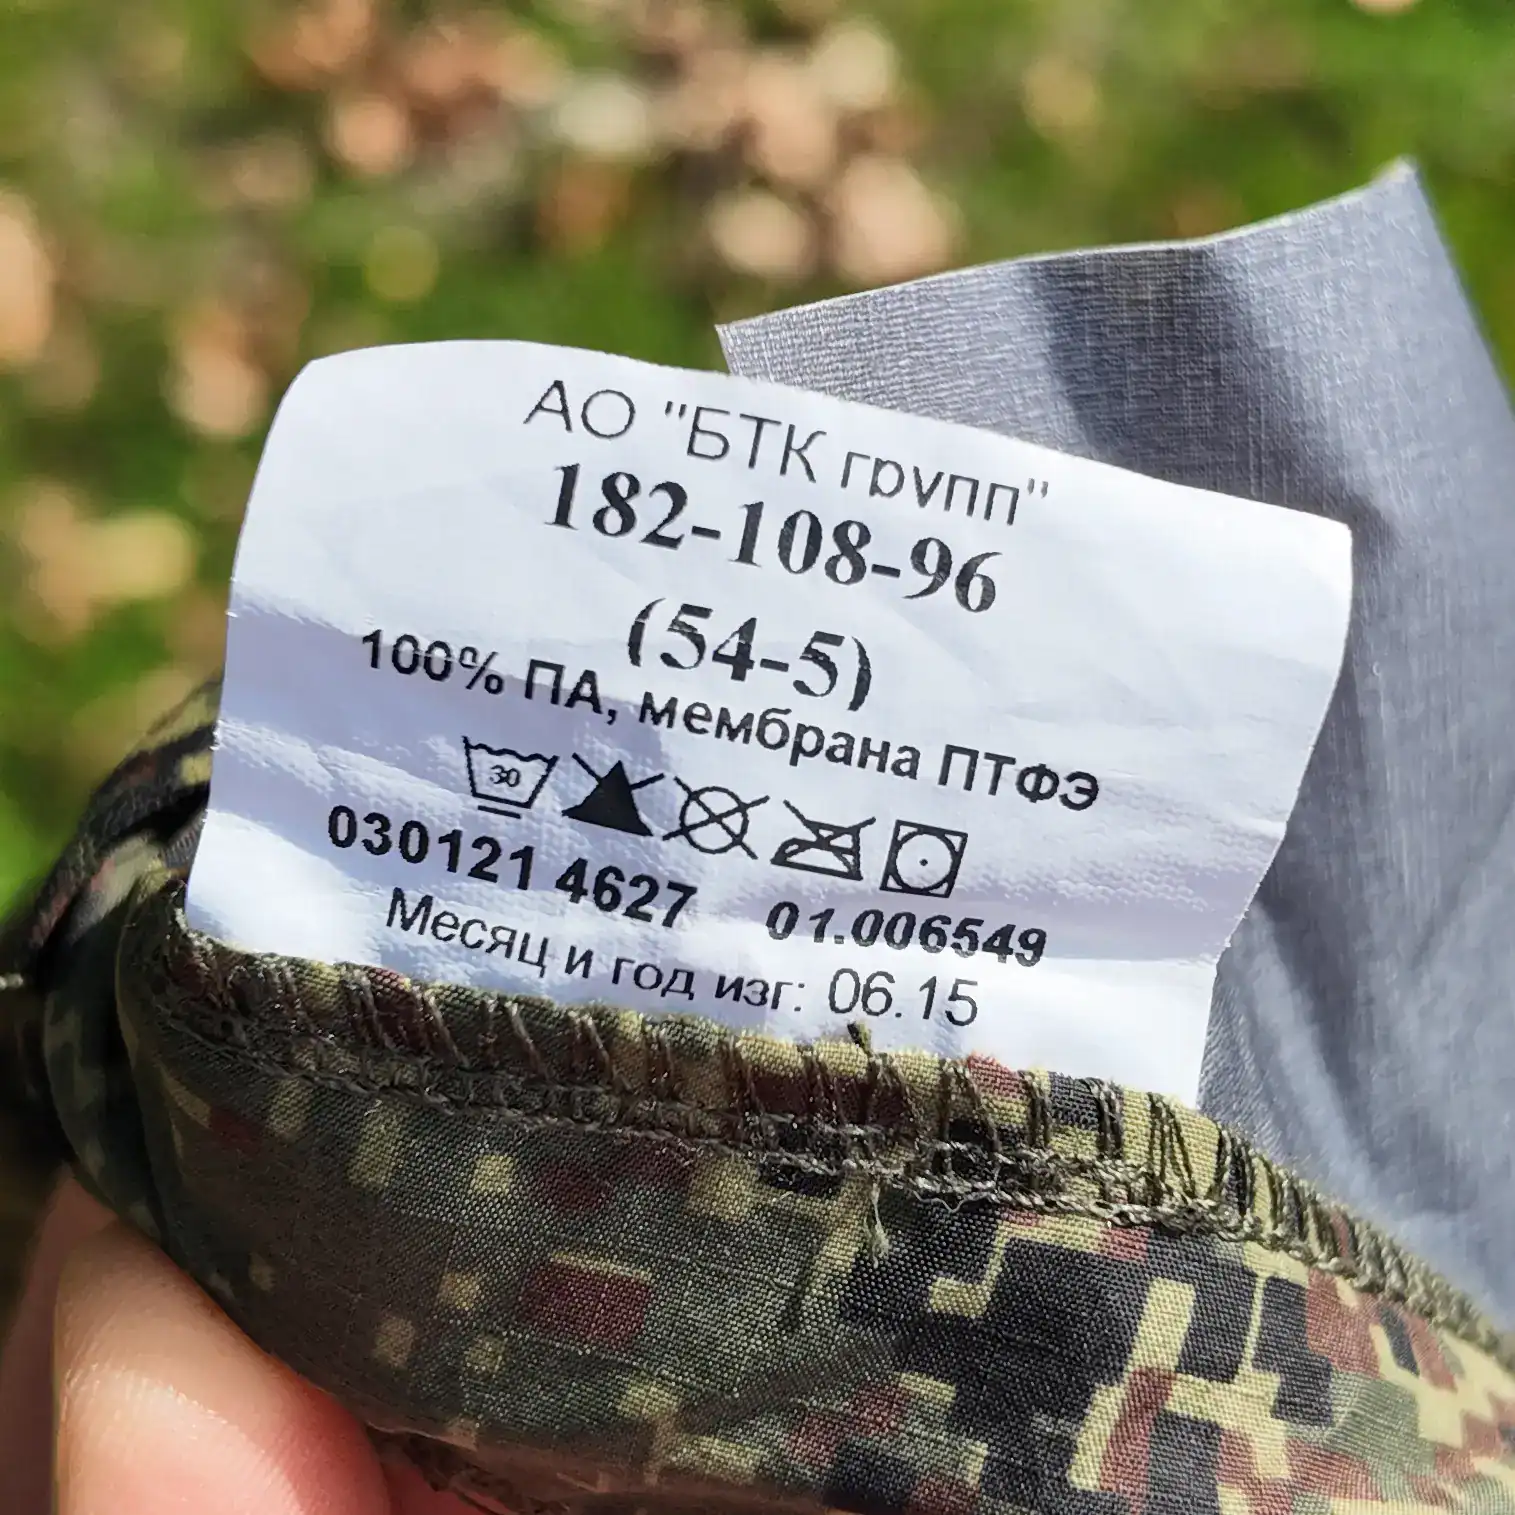 АО "БТК групп"
182-108-96
(54-5)
100% ПА, мембрана ПТФЭ
30
030121 4627 01.006549
Месяц и год изг: 06.15